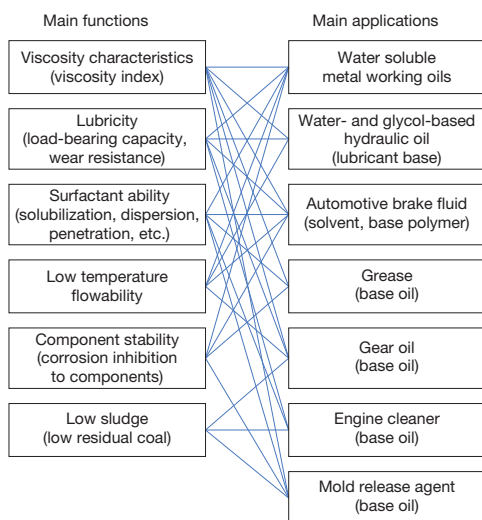 Main functions
Viscosity characteristics
(viscosity index)
Lubricity
(load-bearing capacity,
wear resistance)
Surfactant ability
(solubilization, dispersion,
penetration, etc.)
Low temperature
flowability
Component stability
(corrosion inhibition
to components)
Low sludge
(low residual coal)
Main applications
Water soluble
metal working oils
Water- and glycol-based
hydraulic oil
(lubricant base)
Automotive brake fluid
(solvent, base polymer)
Grease
(base oil)
Gear oil
(base oil)
Engine cleaner
(base oil)
Mold release agent
(base oil)